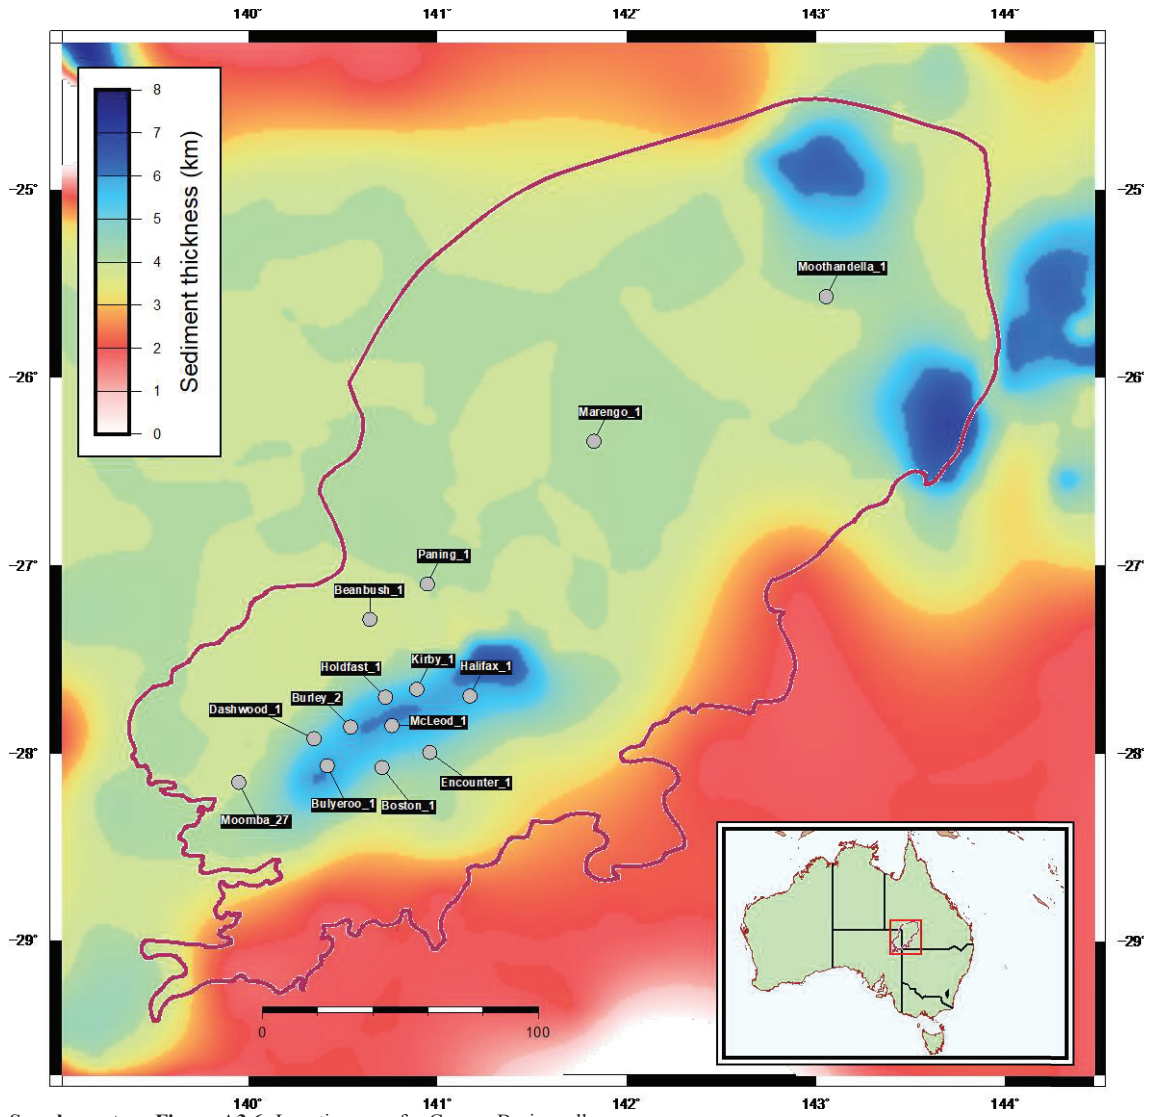 140°
141°
142°
143°
144°
8
7
6
5
4
3
2
1
0
Sediment thickness (km)
−25°
−26°
−27°
−28°
−29°
−25°
−26°
−27°
−28°
−29°
Moothandella_1
Marengo_1
Paning_1
Beanbush_1
Kirby_1
Holdfast_1
Halifax_1
Burley_2
Dashwood_1
McLeod_1
Encounter_1
Bulyeroo_1
Boston_1
Moomba_27
0
100
140°
141°
142°
143°
144°